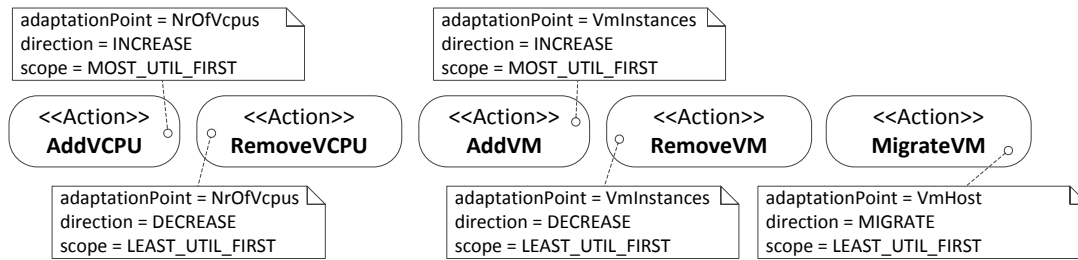 adaptationPoint = NrOfVcpus
direction = INCREASE
scope = MOST_UTIL_FIRST
adaptationPoint = VmInstances
direction = INCREASE
scope = MOST_UTIL_FIRST
<<Action>>
AddVCPU
<<Action>>
RemoveVCPU
<<Action>>
AddVM
<<Action>>
RemoveVM
<<Action>>
MigrateVM
adaptationPoint = NrOfVcpus
direction = DECREASE
scope = LEAST_UTIL_FIRST
adaptationPoint = VmInstances
direction = DECREASE
scope = LEAST_UTIL_FIRST
adaptationPoint = VmHost
direction = MIGRATE
scope = LEAST_UTIL_FIRST